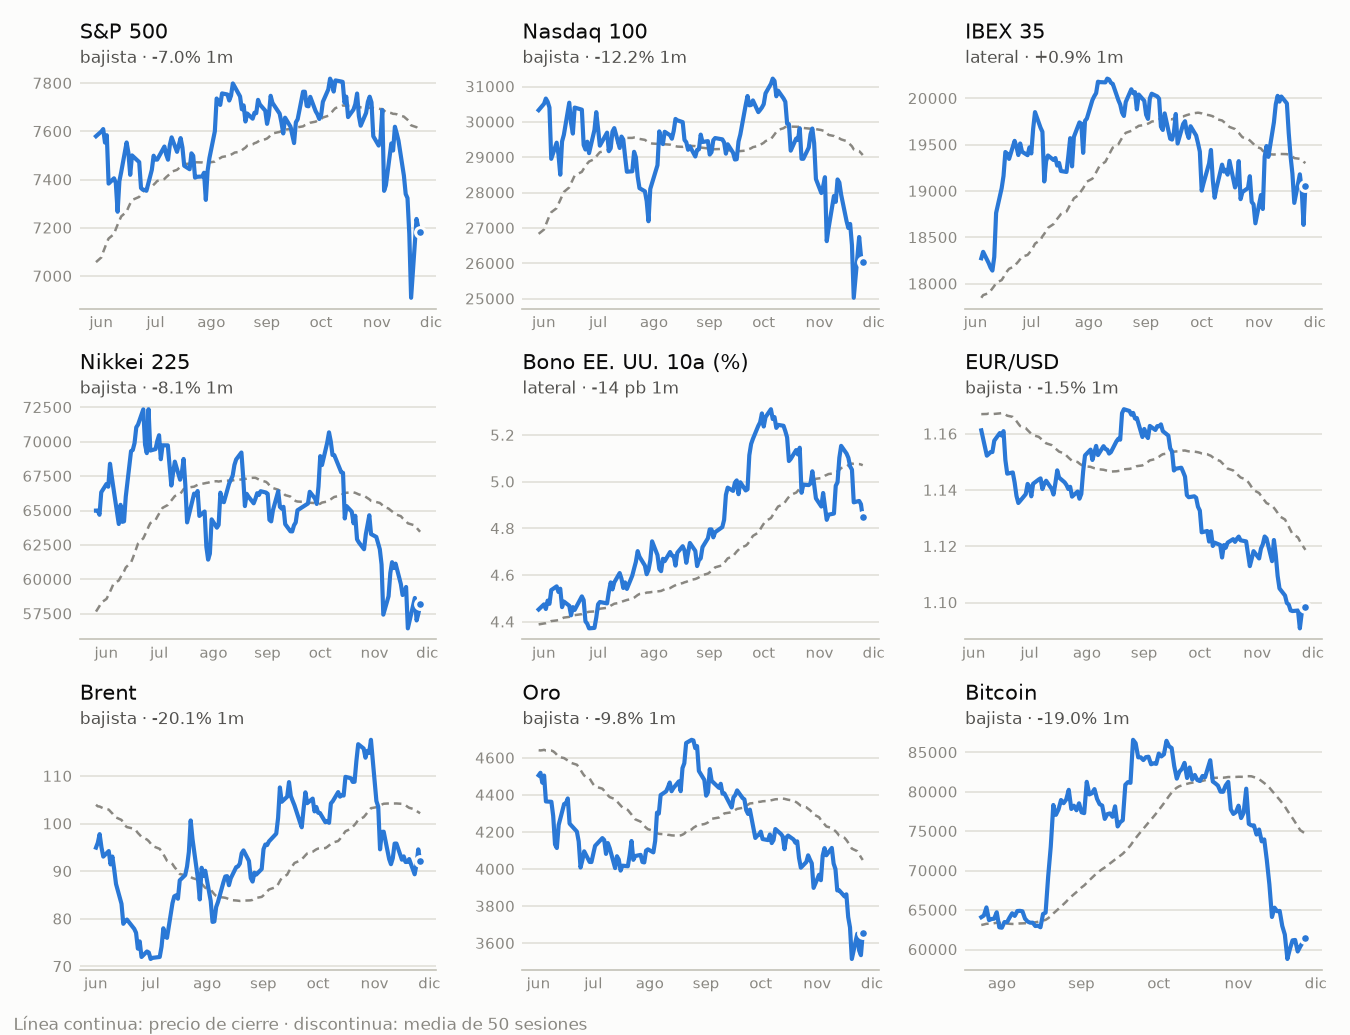 S&P 500
bajista · -7.0% 1m
7800
7600
7400
7200
7000
jun jul ago sep oct nov dic
Nasdaq 100
bajista · -12.2% 1m
31000
30000
29000
28000
27000
26000
25000
jun jul ago sep oct nov dic
IBEX 35
lateral · +0.9% 1m
20000
19500
19000
18500
18000
jun jul ago sep oct nov dic
Nikkei 225
bajista · -8.1% 1m
72500
70000
67500
65000
62500
60000
57500
jun jul ago sep oct nov dic
Bono EE. UU. 10a (%)
lateral · -14 pb 1m
5.2
5.0
4.8
4.6
4.4
jun jul ago sep oct nov dic
EUR/USD
bajista · -1.5% 1m
1.16
1.14
1.12
1.10
jun jul ago sep oct nov dic
Brent
bajista · -20.1% 1m
110
100
90
80
70
jun jul ago sep oct nov dic
Oro
bajista · -9.8% 1m
4600
4400
4200
4000
3800
3600
jun jul ago sep oct nov dic
Bitcoin
bajista · -19.0% 1m
85000
80000
75000
70000
65000
60000
ago sep oct nov dic
Línea continua: precio de cierre · discontinua: media de 50 sesiones